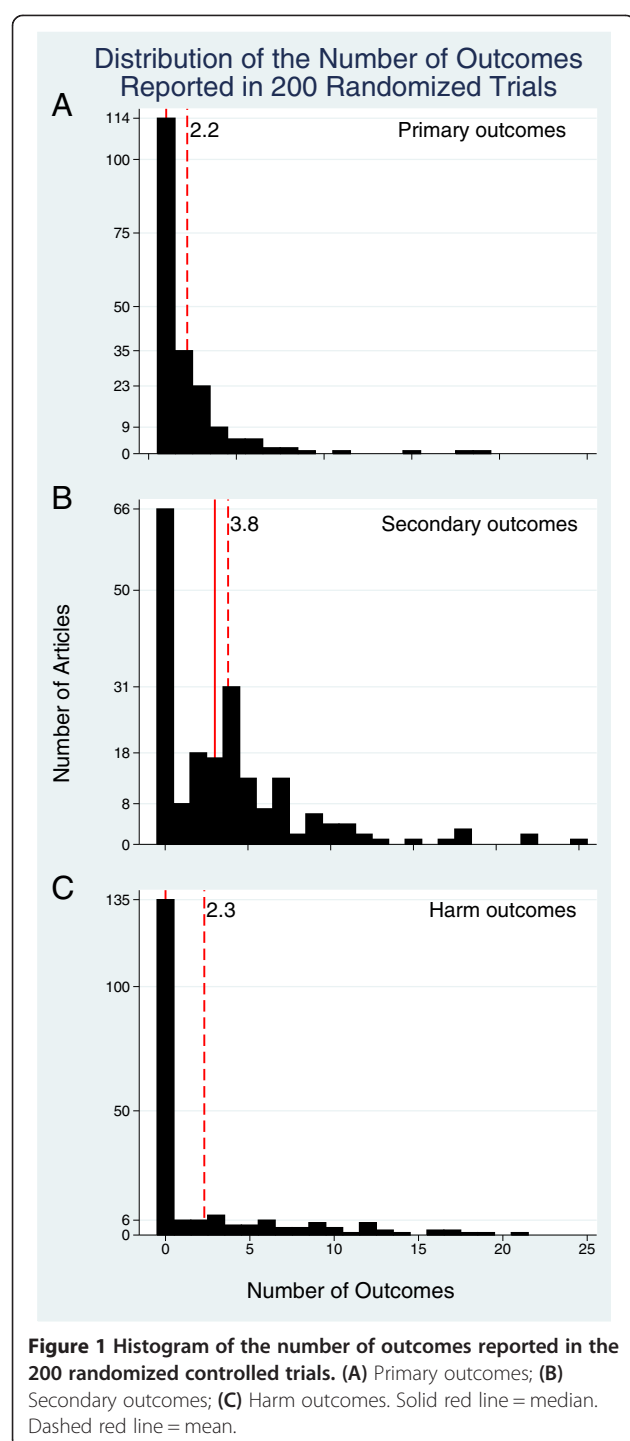 Distribution of the Number of Outcomes
Reported in 200 Randomized Trials
A
Primary outcomes
2.2
114
100
75
50
35
23
9
0
B
Secondary outcomes
3.8
66
50
31
18
8
0
Number of Articles
C
Harm outcomes
2.3
135
100
50
6
0
0 5 10 15 20 25
Number of Outcomes
Figure 1 Histogram of the number of outcomes reported in the
200 randomized controlled trials. (A) Primary outcomes; (B)
Secondary outcomes; (C) Harm outcomes. Solid red line = median.
Dashed red line = mean.